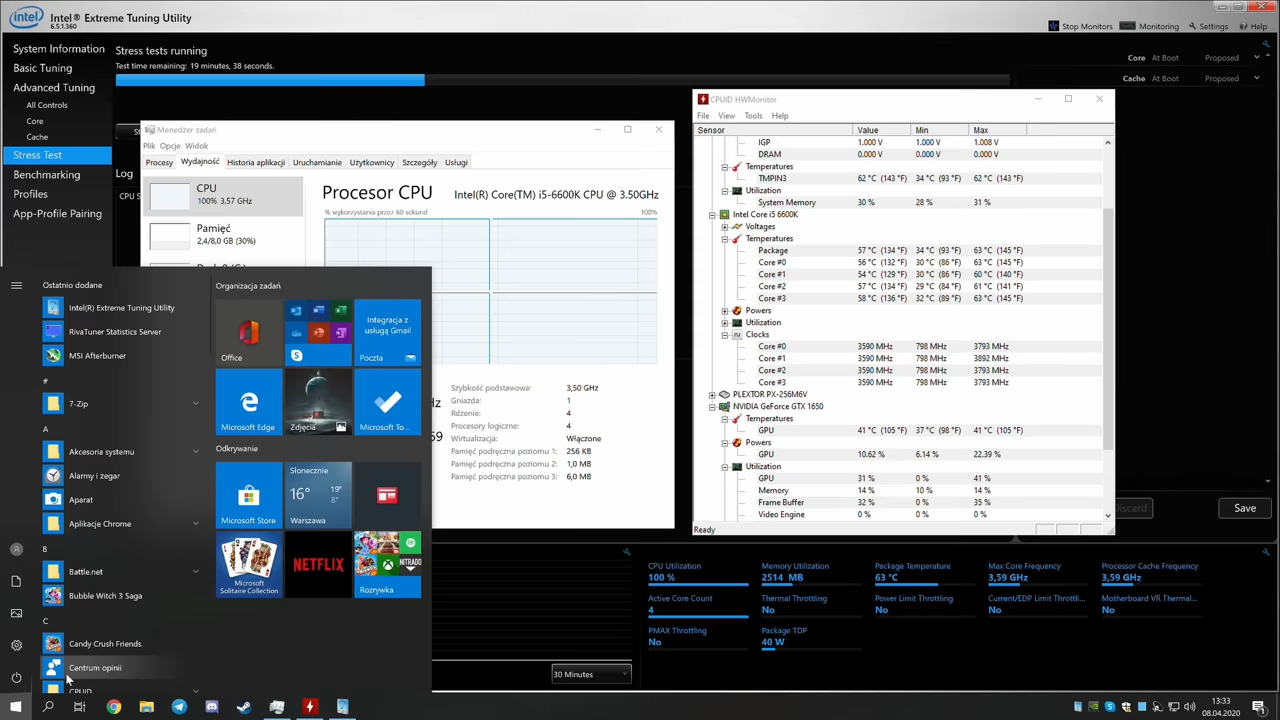 intel
Intel® Extreme Tuning Utility
6.5.1.360
Stop Monitors
Monitoring
Settings
Help
System Information
Basic Tuning
Advanced Tuning
All Controls
Core
Cache
Stress Test
Benchmarking
Profiles
App-Profile Pairing
Stress tests running
Test time remaining: 19 minutes, 38 seconds.
Core At Boot Proposed
Cache At Boot Proposed
Log
CPU S
Menedżer zadań
Plik Opcje Widok
Procesy Wydajność Historia aplikacji Uruchamianie Użytkownicy Szczegóły Usługi
CPU
100% 3,57 GHz
Pamięć
2,4/8,0 GB (30%)
Procesor CPU
Intel(R) Core(TM) i5-6600K CPU @ 3.50GHz
% wykorzystania przez 60 sekund
100%
Szybkość podstawowa: 3,50 GHz
Gniazda: 1
Rdzenie: 4
Procesory logiczne: 4
Wirtualizacja: Włączone
Pamięć podręczna poziomu 1: 256 KB
Pamięć podręczna poziomu 2: 1,0 MB
Pamięć podręczna poziomu 3: 6,0 MB
CPUID HWMonitor
File View Tools Help
Sensor Value Min Max
IGP 1.000 V 1.000 V 1.008 V
DRAM 0.000 V 0.000 V 0.000 V
Temperatures
TMPIN3 62 °C (143 °F) 34 °C (93 °F) 62 °C (143 °F)
Utilization
System Memory 30 % 28 % 31 %
Intel Core i5 6600K
Voltages
Temperatures
Package 57 °C (132 °F) 34 °C (93 °F) 63 °C (145 °F)
Core #0 56 °C (132 °F) 30 °C (86 °F) 63 °C (145 °F)
Core #1 54 °C (129 °F) 30 °C (86 °F) 60 °C (140 °F)
Core #2 57 °C (134 °F) 29 °C (84 °F) 61 °C (141 °F)
Core #3 58 °C (136 °F) 32 °C (89 °F) 63 °C (145 °F)
Powers
Utilization
Clocks
Core #0 3590 MHz 798 MHz 3793 MHz
Core #1 3590 MHz 798 MHz 3892 MHz
Core #2 3590 MHz 798 MHz 3793 MHz
Core #3 3590 MHz 798 MHz 3793 MHz
PLEXTOR PX-256M6V
NVIDIA GeForce GTX 1650
Temperatures
GPU 41 °C (105 °F) 37 °C (98 °F) 41 °C (105 °F)
Powers
GPU 10.62 % 6.14 % 22.39 %
Utilization
GPU 31 % 0 % 41 %
Memory 14 % 10 % 14 %
Frame Buffer 32 % 0 % 35 %
Video Engine 0 % 0 % 0 %
Ready
Save
Ostatnio dodane
Intel(R) Extreme Tuning Utility
RivaTuner Statistics Server
MSI Afterburner
#
7-Zip
A
Akcesoria systemu
Alarmy i zegar
Aparat
Aplikacje Chrome
B
Battle.net
Bubble Witch 3 Saga
C
Candy Crush Friends
Centrum opinii
CPUID
Organizacja zadań
Office
Integracja z
usługą Gmail
Poczta
Microsoft Edge
Zdjęcia
Microsoft To...
Odkrywanie
Microsoft Store
Słonecznie
16° 19°
8°
Warszawa
Microsoft
Solitaire Collection
NETFLIX
NITRADO
Rozrywka
CPU Utilization
100 %
Memory Utilization
2514 MB
Package Temperature
63 °C
Max Core Frequency
3,59 GHz
Processor Cache Frequency
3,59 GHz
Active Core Count
4
Thermal Throttling
No
Power Limit Throttling
No
Current/EDP Limit Throttli...
No
Motherboard VR Thermal...
No
PMAX Throttling
No
Package TDP
40 W
30 Minutes
13:33
08.04.2020